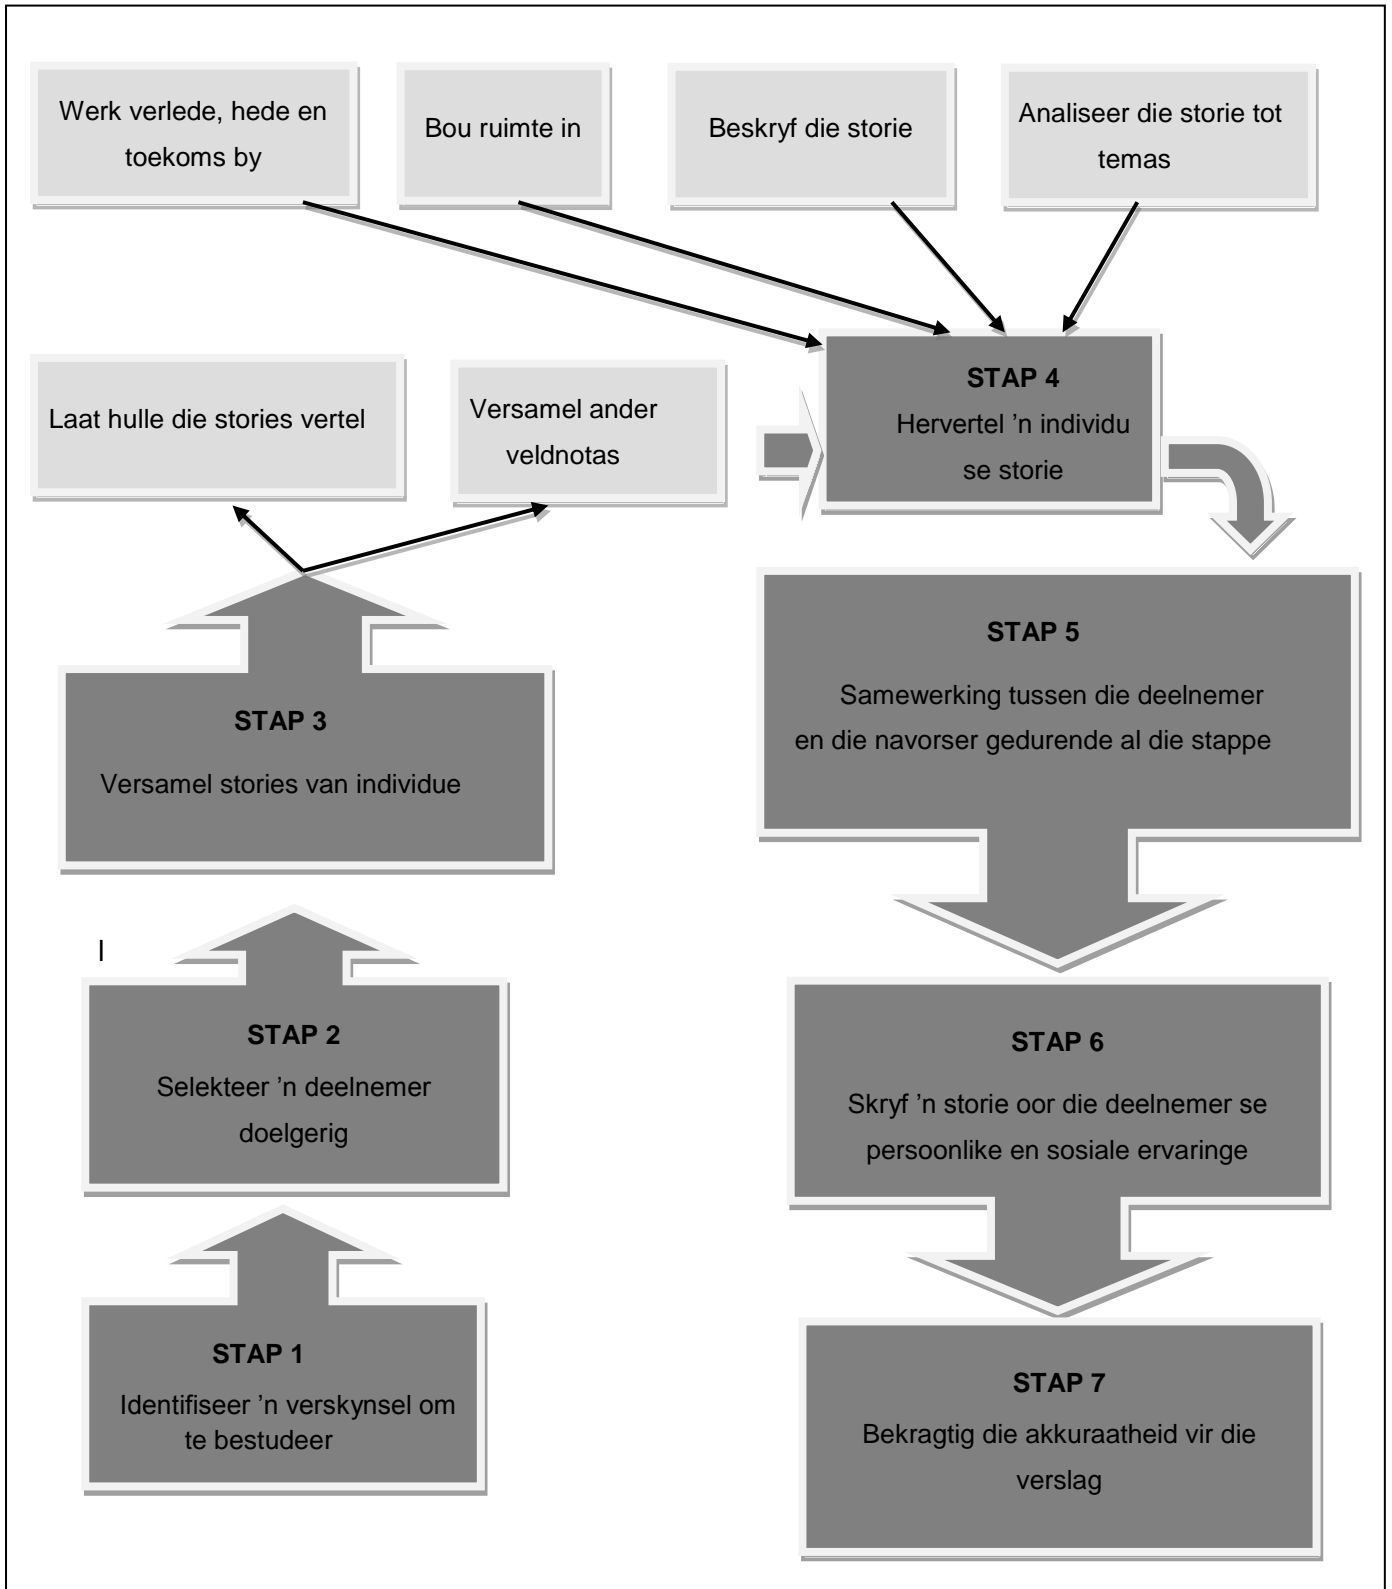 Werk verlede, hede en
toekoms by
Bou ruimte in
Beskryf die storie
Analiseer die storie tot
temas
Laat hulle die stories vertel
Versamel ander
veldnotas
STAP 4
Hervertel ’n individu
se storie
STAP 5
Samewerking tussen die deelnemer
en die navorser gedurende al die stappe
STAP 3
Versamel stories van individue
l
STAP 2
Selekteer ’n deelnemer
doelgerig
STAP 6
Skryf ’n storie oor die deelnemer se
persoonlike en sosiale ervaringe
STAP 1
Identifiseer ’n verskynsel om
te bestudeer
STAP 7
Bekragtig die akkuraatheid vir die
verslag